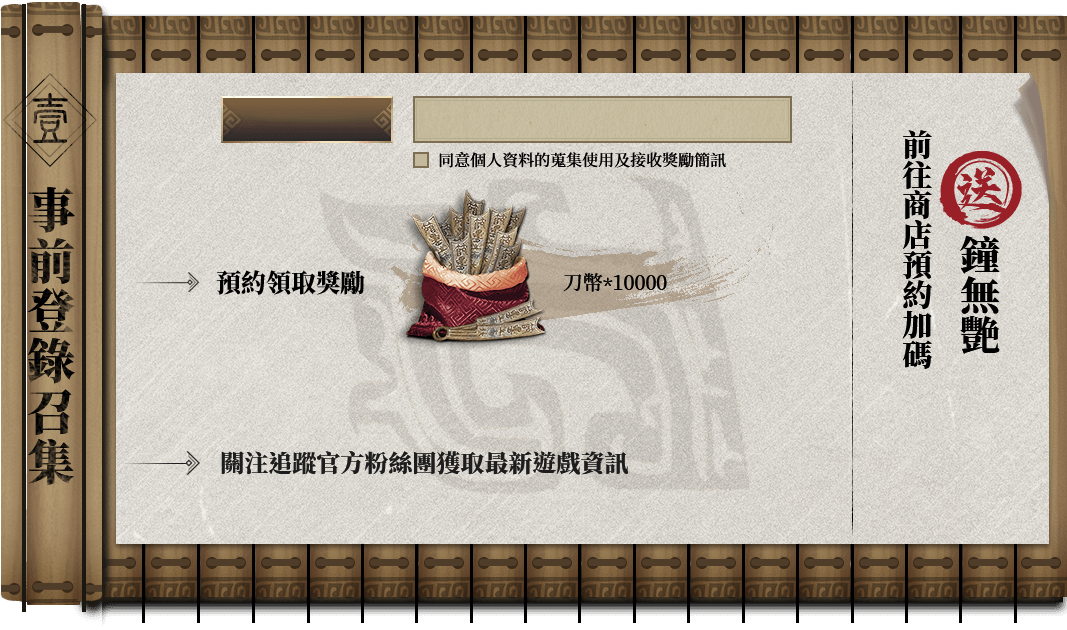 壹
事前登錄召集
同意個人資料的蒐集使用及接收獎勵簡訊
預約領取獎勵
刀幣*10000
關注追蹤官方粉絲團獲取最新遊戲資訊
前往商店預約加碼
送鐘無艷